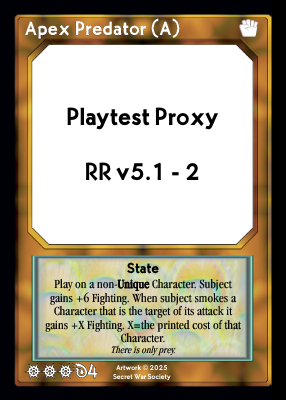 Apex Predator (A)
Playtest Proxy
RR v5.1 - 2
State
Play on a non-Unique Character. Subject
gains +6 Fighting. When subject smokes a
Character that is the target of its attack it
gains +X Fighting. X=the printed cost of that
Character.
There is only prey.
4
Artwork © 2025
Secret War Society